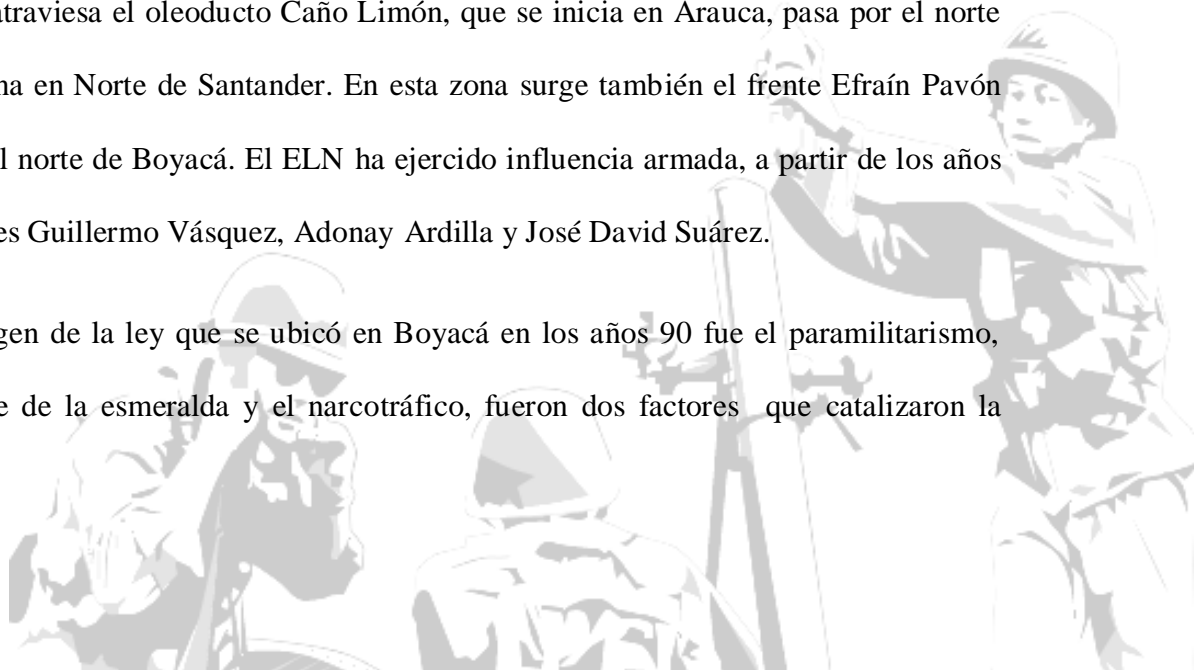 atraviesa el oleoducto Caño Limón, que se inicia en Arauca, pasa por el norte
na en Norte de Santander. En esta zona surge también el frente Efraín Pavón
l norte de Boyacá. El ELN ha ejercido influencia armada, a partir de los años
es Guillermo Vásquez, Adonay Ardilla y José David Suárez.
gen de la ley que se ubicó en Boyacá en los años 90 fue el paramilitarismo,
e de la esmeralda y el narcotráfico, fueron dos factores que catalizaron la